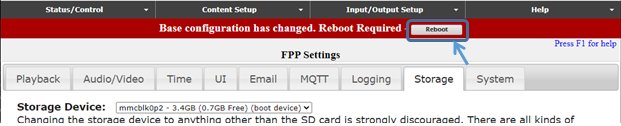 Status/Control Content Setup Input/Output Setup Help
Base configuration has changed. Reboot Required - Reboot
Press F1 for help
FPP Settings
Playback Audio/Video Time UI Email MQTT Logging Storage System
Storage Device: mmcblk0p2 - 3.4GB (0.7GB Free) (boot device)
Changing the storage device to anything other than the SD card is strongly discouraged. There are all kinds of